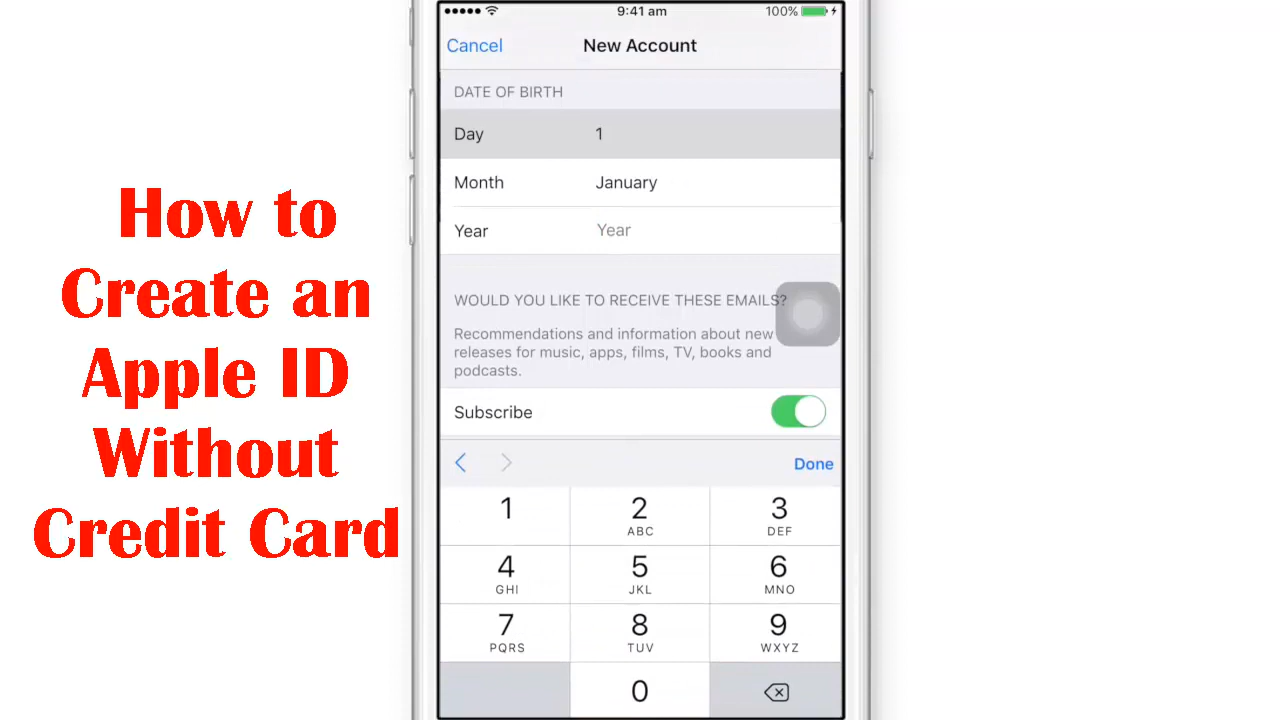 How to
Create an
Apple ID
Without
Credit Card
9:41 am
100%
Cancel
New Account
DATE OF BIRTH
Day 1
Month January
Year Year
WOULD YOU LIKE TO RECEIVE THESE EMAILS?
Recommendations and information about new
releases for music, apps, films, TV, books and
podcasts.
Subscribe
Done
1 2 3
ABC DEF
4 5 6
GHI JKL MNO
7 8 9
PQRS TUV WXYZ
0